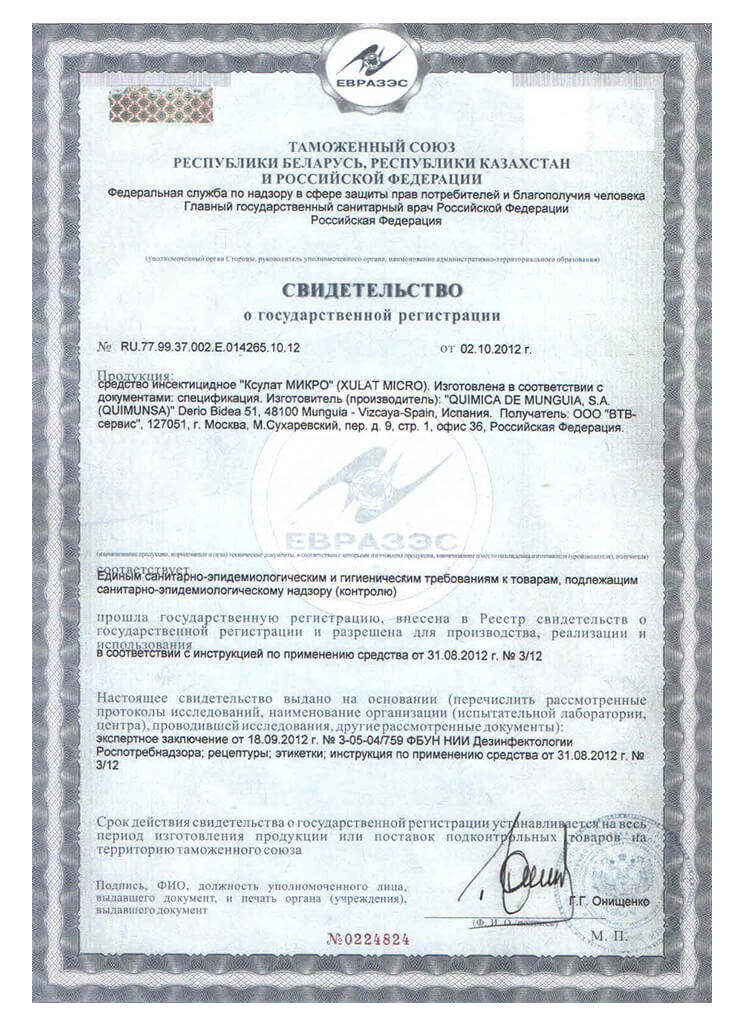 ЕВРАЗЭС
ТАМОЖЕННЫЙ СОЮЗ
РЕСПУБЛИКИ БЕЛАРУСЬ, РЕСПУБЛИКИ КАЗАХСТАН
И РОССИЙСКОЙ ФЕДЕРАЦИИ
Федеральная служба по надзору в сфере защиты прав потребителей и благополучия человека
Главный государственный санитарный врач Российской Федерации
Российская Федерация
(уполномоченный орган Стороны, руководитель уполномоченного органа, наименование административно-территориального образования)
СВИДЕТЕЛЬСТВО
о государственной регистрации
№ RU.77.99.37.002.Е.014265.10.12 от 02.10.2012 г.
Продукция:
средство инсектицидное "Ксулат МИКРО" (XULAT MICRO). Изготовлена в соответствии с
документами: спецификация. Изготовитель (производитель): "QUIMICA DE MUNGUIA, S.A.
(QUIMUNSA)" Derio Bidea 51, 48100 Munguia - Vizcaya-Spain, Испания. Получатель: ООО "ВТВ-
сервис", 127051, г. Москва, М.Сухаревский, пер. д. 9, стр. 1, офис 36, Российская Федерация.
ЕВРАЗЭС
(наименование продукции, нормативные и (или) технические документы, в соответствии с которыми изготовлена продукция, наименование и место нахождения изготовителя (производителя), получателя)
соответствует
Единым санитарно-эпидемиологическим и гигиеническим требованиям к товарам, подлежащим
санитарно-эпидемиологическому надзору (контролю)
прошла государственную регистрацию, внесена в Реестр свидетельств о
государственной регистрации и разрешена для производства, реализации и
использования
в соответствии с инструкцией по применению средства от 31.08.2012 г. № 3/12
Настоящее свидетельство выдано на основании (перечислить рассмотренные
протоколы исследований, наименование организации (испытательной лаборатории,
центра), проводившей исследования, другие рассмотренные документы):
экспертное заключение от 18.09.2012 г. № 3-05-04/759 ФБУН НИИ Дезинфектологии
Роспотребнадзора; рецептуры; этикетки; инструкция по применению средства от 31.08.2012 г. №
3/12
Срок действия свидетельства о государственной регистрации устанавливается на весь
период изготовления продукции или поставок подконтрольных товаров на
территорию таможенного союза
Подпись, ФИО, должность уполномоченного лица,
выдавшего документ, и печать органа (учреждения),
выдавшего документ
Г.Г. Онищенко
(Ф. И. О./подпись)
М. П.
№0224824